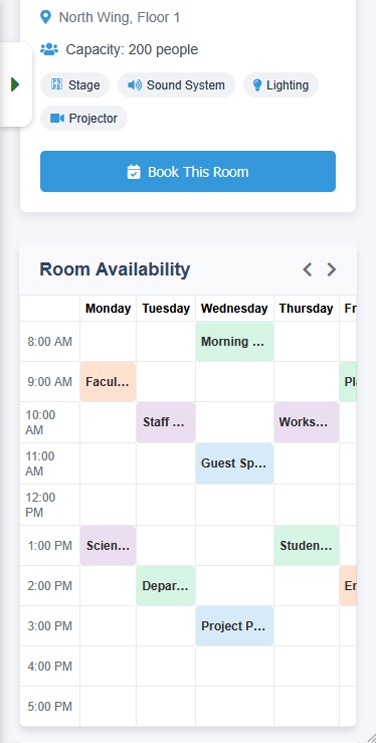 North Wing, Floor 1
Capacity: 200 people
Stage
Sound System
Lighting
Projector
Book This Room
Room Availability
Monday Tuesday Wednesday Thursday Fr
8:00 AM Morning ...
9:00 AM Facul... Pl
10:00
AM Staff ... Works...
11:00
AM Guest Sp...
12:00
PM
1:00 PM Scien... Studen...
2:00 PM Depar... Er
3:00 PM Project P...
4:00 PM
5:00 PM